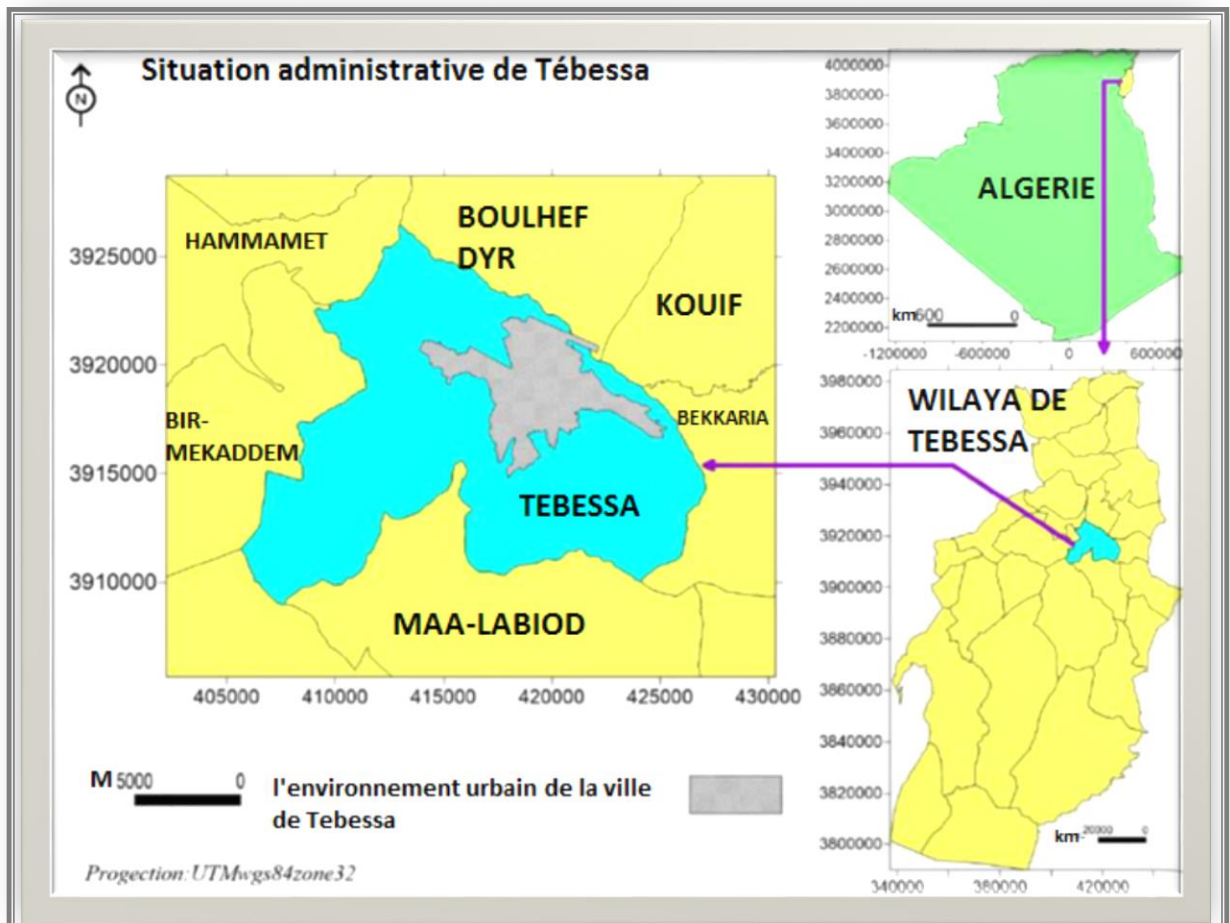 Situation administrative de Tébessa
N
HAMMAMET
BOULHEF
DYR
KOUIF
BIR-
MEKADDEM
BEKKARIA
TEBESSA
MAA-LABIOD
3925000
3920000
3915000
3910000
405000 410000 415000 420000 425000 430000
M 5000 0
l'environnement urbain de la ville
de Tebessa
Progection:UTMwgs84zone32
4000000
3800000
3600000
3400000
3200000
3000000
2800000
2600000
2400000
2200000
ALGERIE
km600 0
-1200000 -600000 0 600000
WILAYA DE
TEBESSA
3980000
3960000
3940000
3920000
3900000
3880000
3860000
3840000
3820000
3800000
km-20000 0
340000 380000 420000